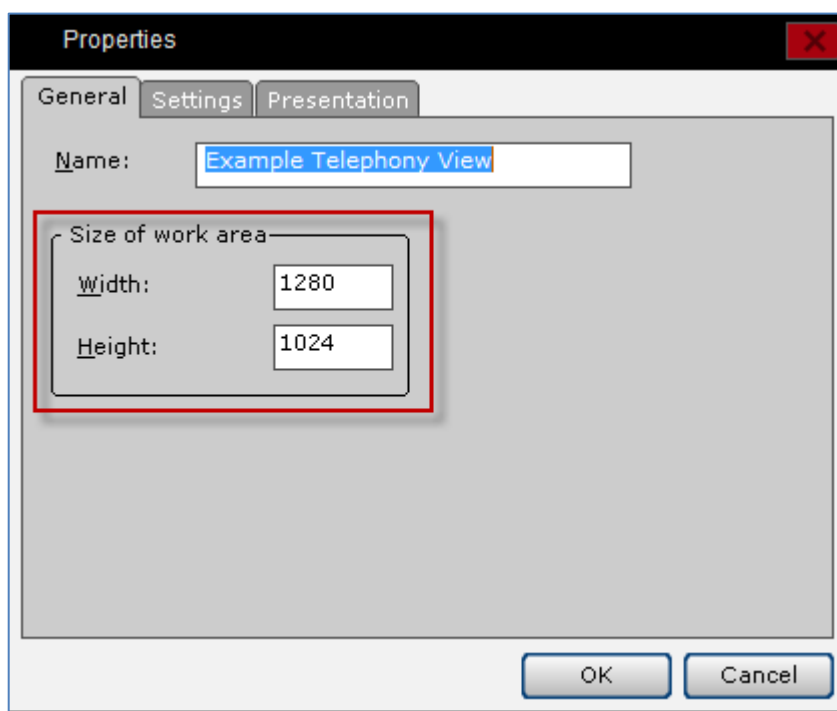 Properties
General Settings Presentation
Name: Example Telephony View
Size of work area
Width: 1280
Height: 1024
OK Cancel